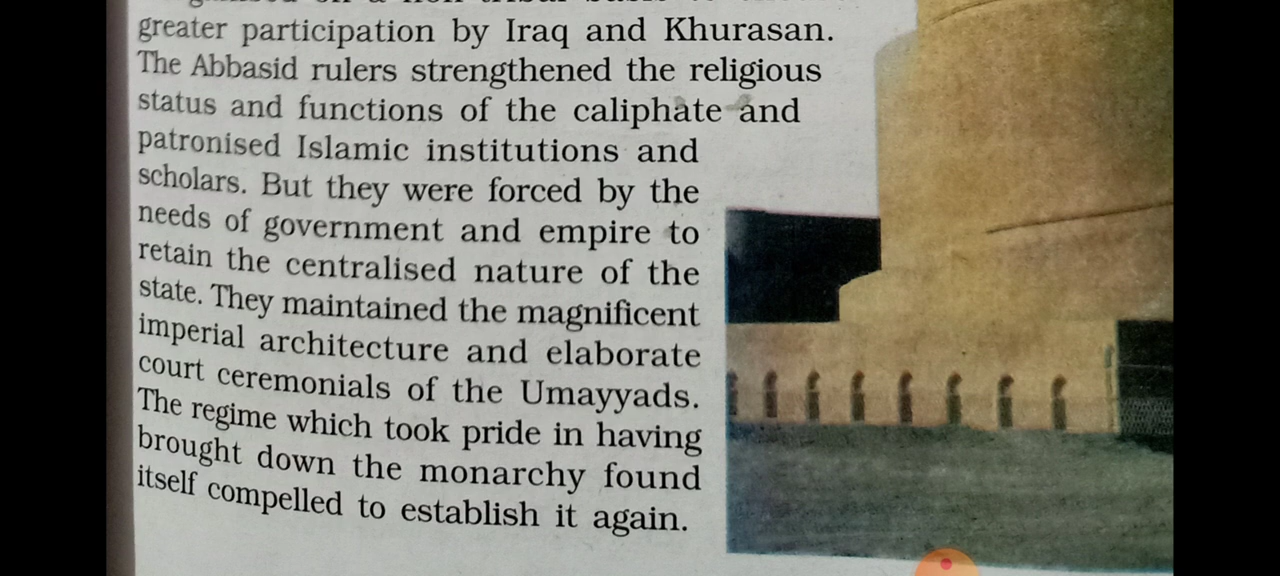 greater participation by Iraq and Khurasan.
The Abbasid rulers strengthened the religious
status and functions of the caliphate and
patronised Islamic institutions and
scholars. But they were forced by the
needs of government and empire to
retain the centralised nature of the
state. They maintained the magnificent
imperial architecture and elaborate
court ceremonials of the Umayyads.
The regime which took pride in having
brought down the monarchy found
itself compelled to establish it again.